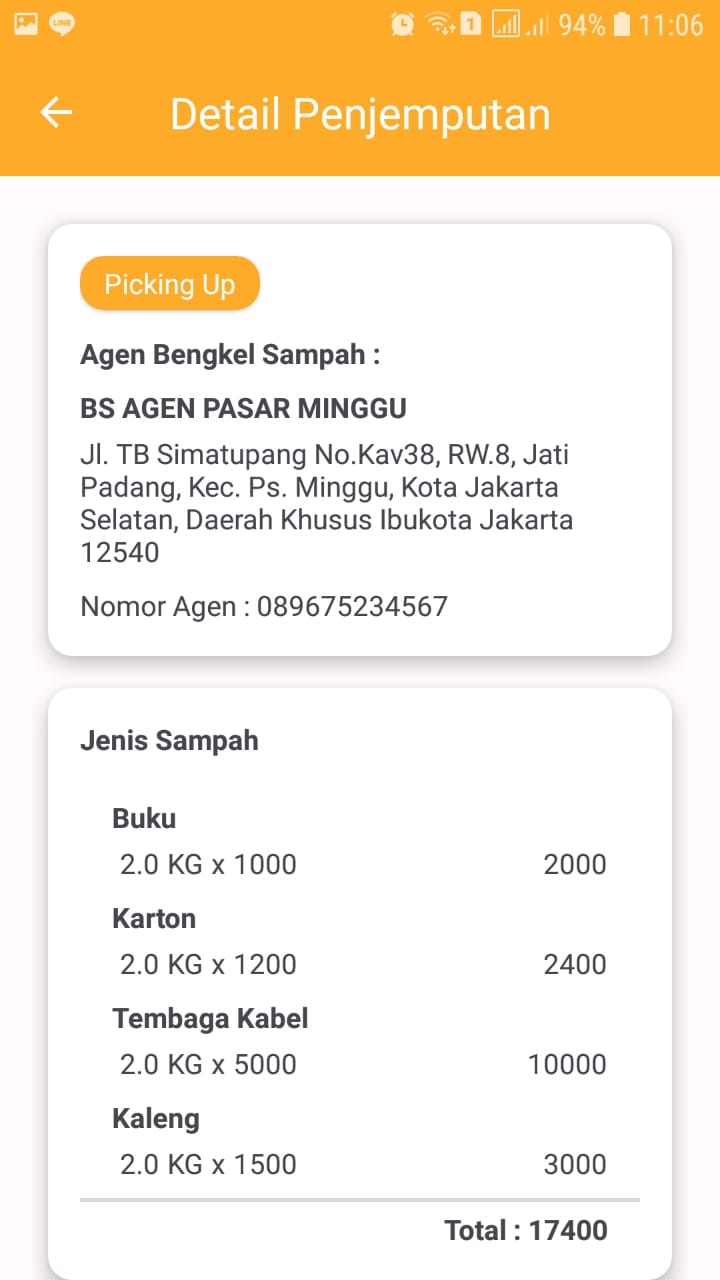 LINE
1
94%
11:06
Detail Penjemputan
Picking Up
Agen Bengkel Sampah :
BS AGEN PASAR MINGGU
Jl. TB Simatupang No.Kav38, RW.8, Jati
Padang, Kec. Ps. Minggu, Kota Jakarta
Selatan, Daerah Khusus Ibukota Jakarta
12540
Nomor Agen : 089675234567
Jenis Sampah
Buku
2.0 KG x 1000 2000
Karton
2.0 KG x 1200 2400
Tembaga Kabel
2.0 KG x 5000 10000
Kaleng
2.0 KG x 1500 3000
Total : 17400